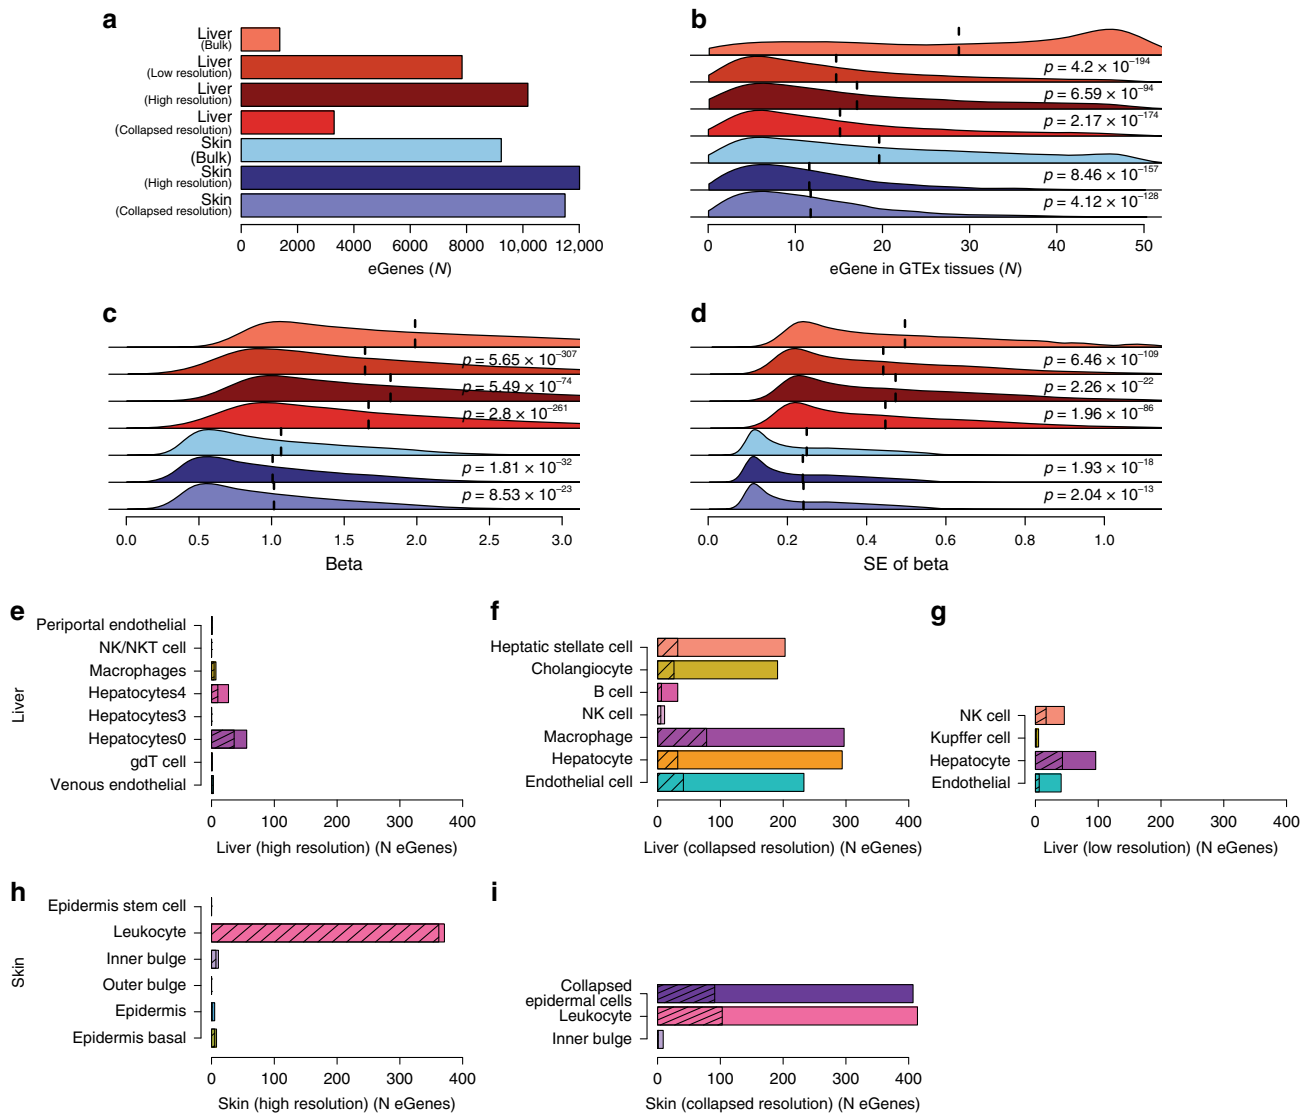 a
Liver
(Bulk)
Liver
(Low resolution)
Liver
(High resolution)
Liver
(Collapsed resolution)
Skin
(Bulk)
Skin
(High resolution)
Skin
(Collapsed resolution)
0 2000 4000 6000 8000 10,000 12,000
eGenes (N)
b
p = 4.2 × 10⁻¹⁹⁴
p = 6.59 × 10⁻⁹⁴
p = 2.17 × 10⁻¹⁷⁴
p = 8.46 × 10⁻¹⁵⁷
p = 4.12 × 10⁻¹²⁸
0 10 20 30 40 50
eGene in GTEx tissues (N)
c
p = 5.65 × 10⁻³⁰⁷
p = 5.49 × 10⁻⁷⁴
p = 2.8 × 10⁻²⁶¹
p = 1.81 × 10⁻³²
p = 8.53 × 10⁻²³
0.0 0.5 1.0 1.5 2.0 2.5 3.0
Beta
d
p = 6.46 × 10⁻¹⁰⁹
p = 2.26 × 10⁻²²
p = 1.96 × 10⁻⁸⁶
p = 1.93 × 10⁻¹⁸
p = 2.04 × 10⁻¹³
0.0 0.2 0.4 0.6 0.8 1.0
SE of beta
e
Liver
Periportal endothelial
NK/NKT cell
Macrophages
Hepatocytes4
Hepatocytes3
Hepatocytes0
gdT cell
Venous endothelial
0 100 200 300 400
Liver (high resolution) (N eGenes)
f
Heptatic stellate cell
Cholangiocyte
B cell
NK cell
Macrophage
Hepatocyte
Endothelial cell
0 100 200 300 400
Liver (collapsed resolution) (N eGenes)
g
NK cell
Kupffer cell
Hepatocyte
Endothelial
0 100 200 300 400
Liver (low resolution) (N eGenes)
h
Skin
Epidermis stem cell
Leukocyte
Inner bulge
Outer bulge
Epidermis
Epidermis basal
0 100 200 300 400
Skin (high resolution) (N eGenes)
i
Collapsed
epidermal cells
Leukocyte
Inner bulge
0 100 200 300 400
Skin (collapsed resolution) (N eGenes)